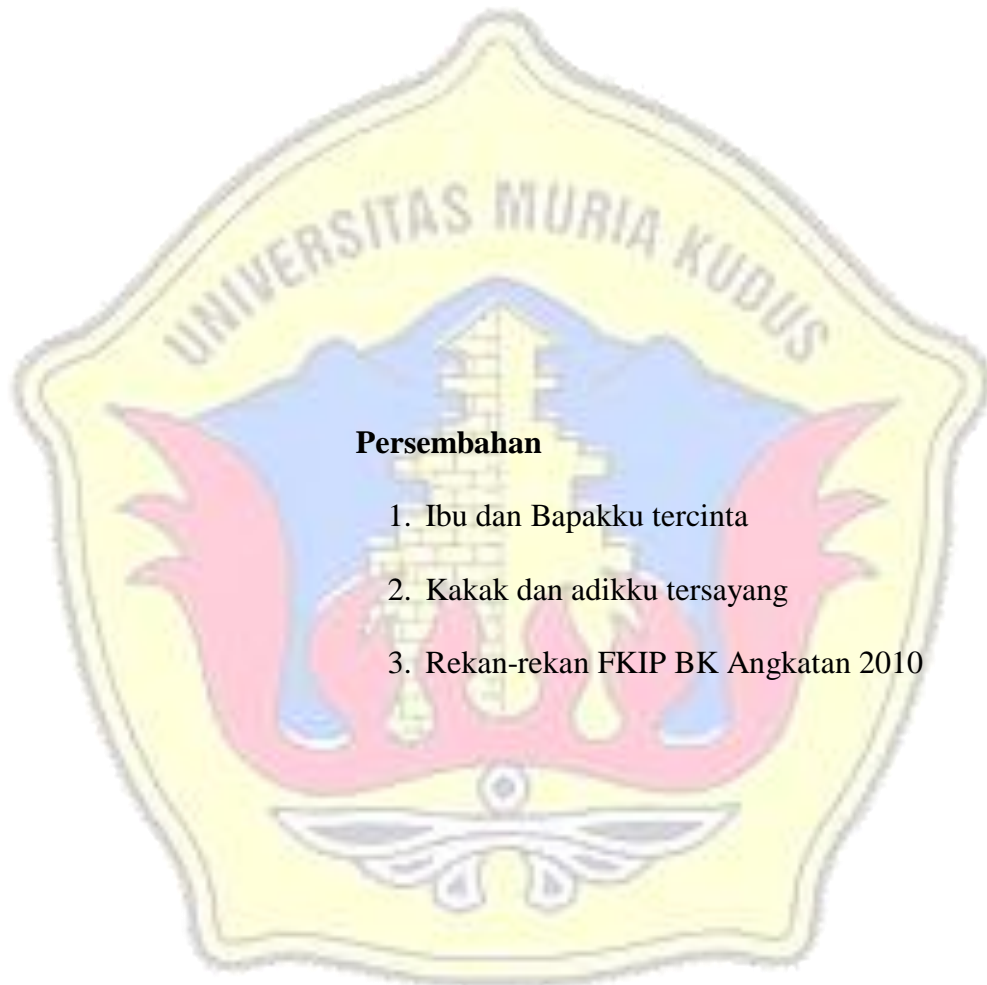 UNIVERSITAS MURIA KUDUS
Persembahan
1. Ibu dan Bapakku tercinta
2. Kakak dan adikku tersayang
3. Rekan-rekan FKIP BK Angkatan 2010